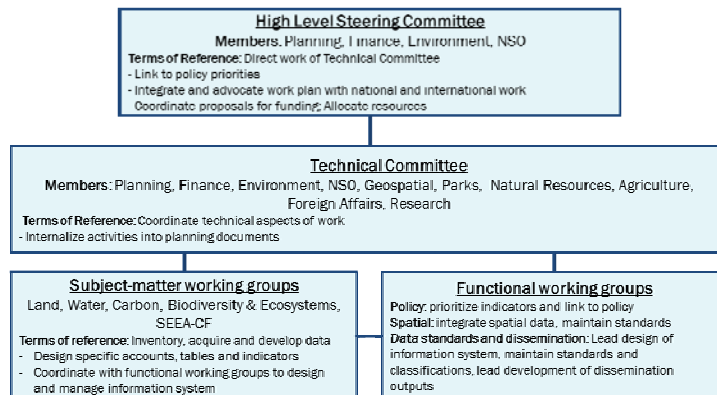 High Level Steering Committee
Members: Planning, Finance, Environment, NSO
Terms of Reference: Direct work of Technical Committee
- Link to policy priorities
- Integrate and advocate work plan with national and international work
Coordinate proposals for funding; Allocate resources
Technical Committee
Members: Planning, Finance, Environment, NSO, Geospatial, Parks, Natural Resources, Agriculture,
Foreign Affairs, Research
Terms of Reference: Coordinate technical aspects of work
- Internalize activities into planning documents
Subject-matter working groups
Land, Water, Carbon, Biodiversity & Ecosystems,
SEEA-CF
Terms of reference: Inventory, acquire and develop data
- Design specific accounts, tables and indicators
- Coordinate with functional working groups to design
and manage information system
Functional working groups
Policy: prioritize indicators and link to policy
Spatial: integrate spatial data, maintain standards
Data standards and dissemination: Lead design of
information system, maintain standards and
classifications, lead development of dissemination
outputs